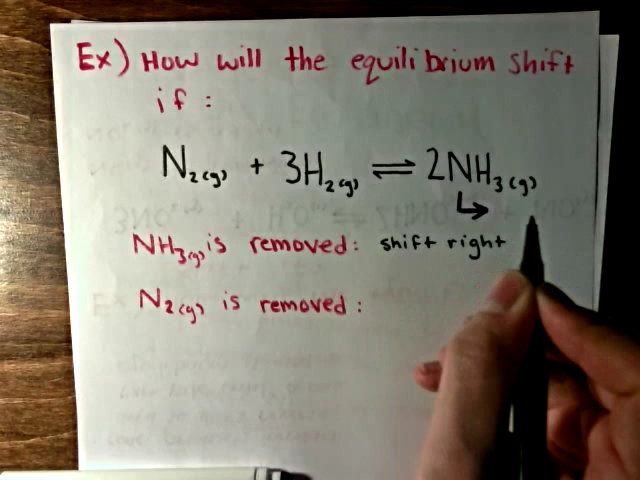 Ex) How will the equilibrium shift
if :
N2(g) + 3H2(g) ⇌ 2NH3(g)
NH3(g) is removed: shift right
N2(g) is removed: